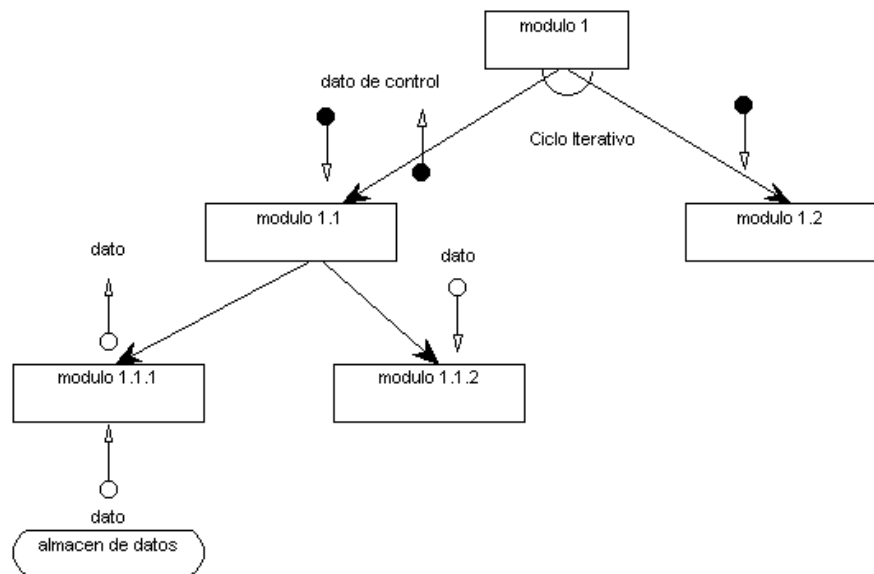 modulo 1
dato de control
Ciclo Iterativo
modulo 1.1
modulo 1.2
dato
dato
modulo 1.1.1
modulo 1.1.2
dato
almacen de datos